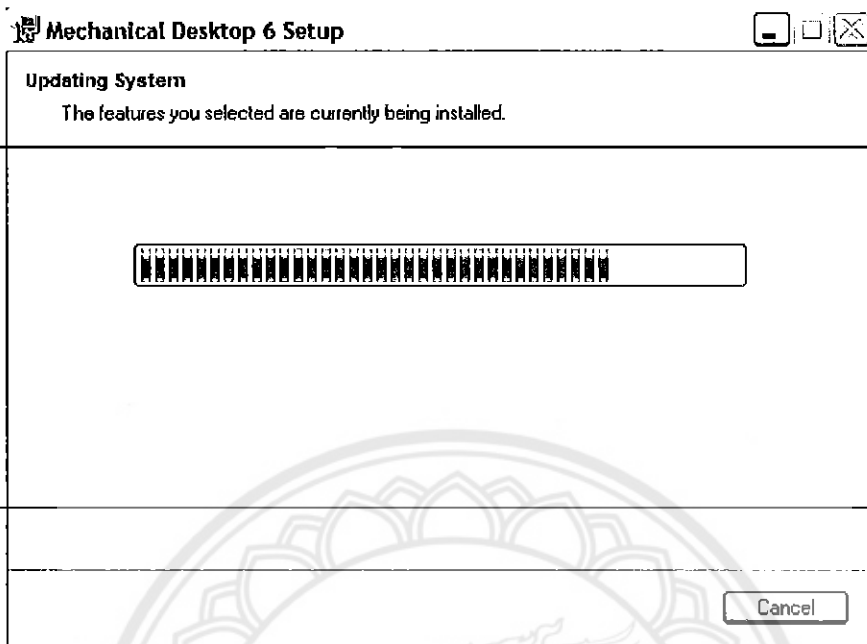 Mechanical Desktop 6 Setup
Updating System
The features you selected are currently being installed.
Cancel